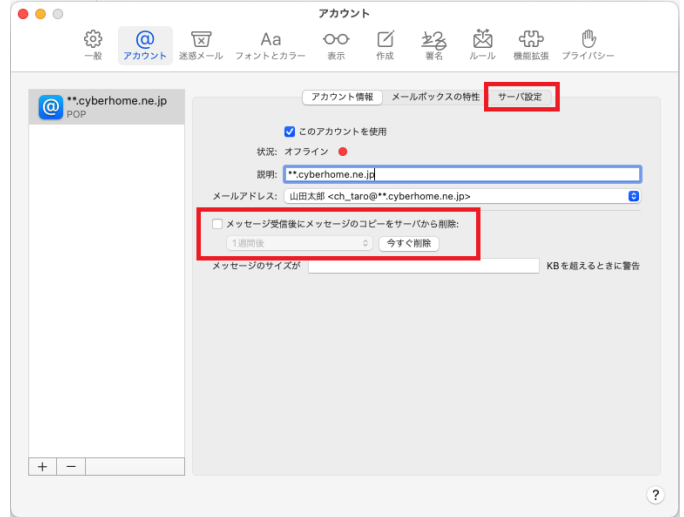 アカウント
一般 アカウント 迷惑メール フォントとカラー 表示 作成 署名 ルール 機能拡張 プライバシー
**.cyberhome.ne.jp
POP
アカウント情報 メールボックスの特性 サーバ設定
このアカウントを使用
状況: オフライン
説明: **.cyberhome.ne.jp
メールアドレス: 山田太郎 <ch_taro@**.cyberhome.ne.jp>
メッセージ受信後にメッセージのコピーをサーバから削除:
1週間後 今すぐ削除
メッセージのサイズが KBを超えるときに警告
+ −
?